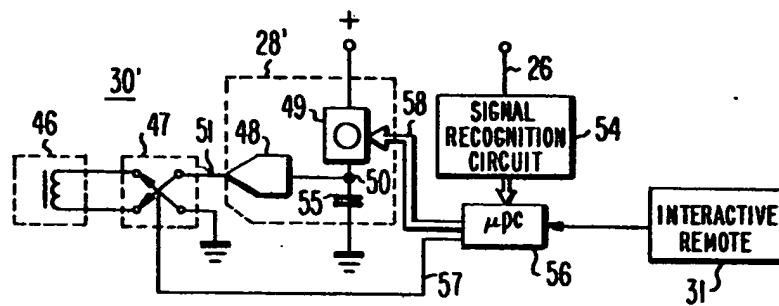 +
28'
30'
26
49
58
46
47
51
48
SIGNAL
RECOGNITION
CIRCUIT
54
50
55
μpc
56
INTERACTIVE
REMOTE
31
57